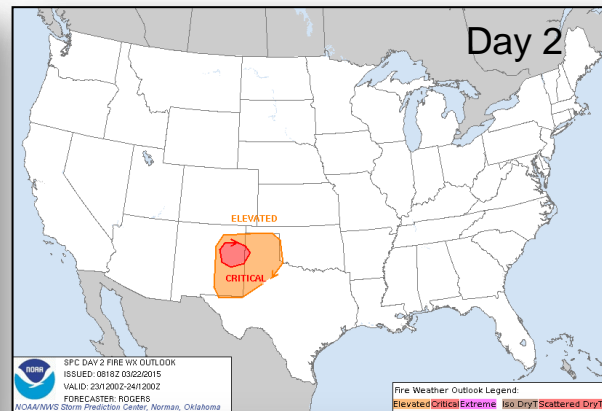 Day 2
ELEVATED
CRITICAL
NOAA
SPC DAY 2 FIRE WX OUTLOOK
ISSUED: 0818Z 03/22/2015
VALID: 23/1200Z-24/1200Z
FORECASTER: ROGERS
NOAA/NWS Storm Prediction Center, Norman, Oklahoma
Fire Weather Outlook Legend:
Elevated Critical Extreme Iso DryT Scattered DryT